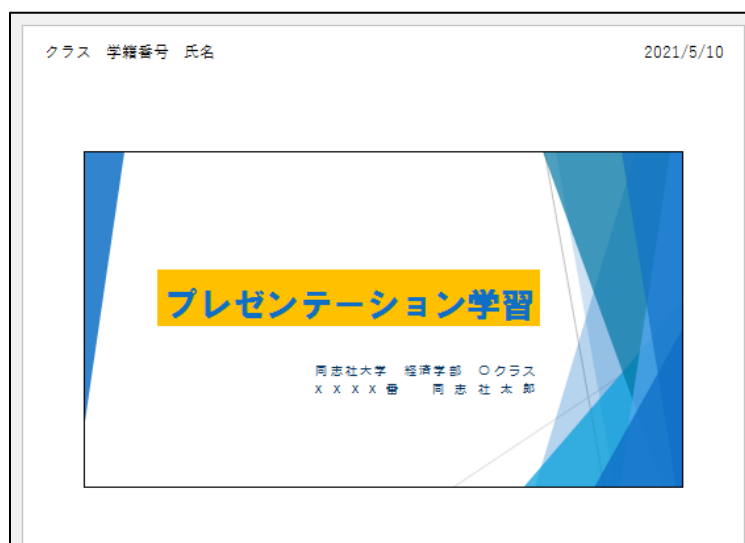 クラス　学籍番号　氏名
2021/5/10
プレゼンテーション学習
同志社大学　経済学部　〇クラス
ＸＸＸＸ番　　同志社太郎